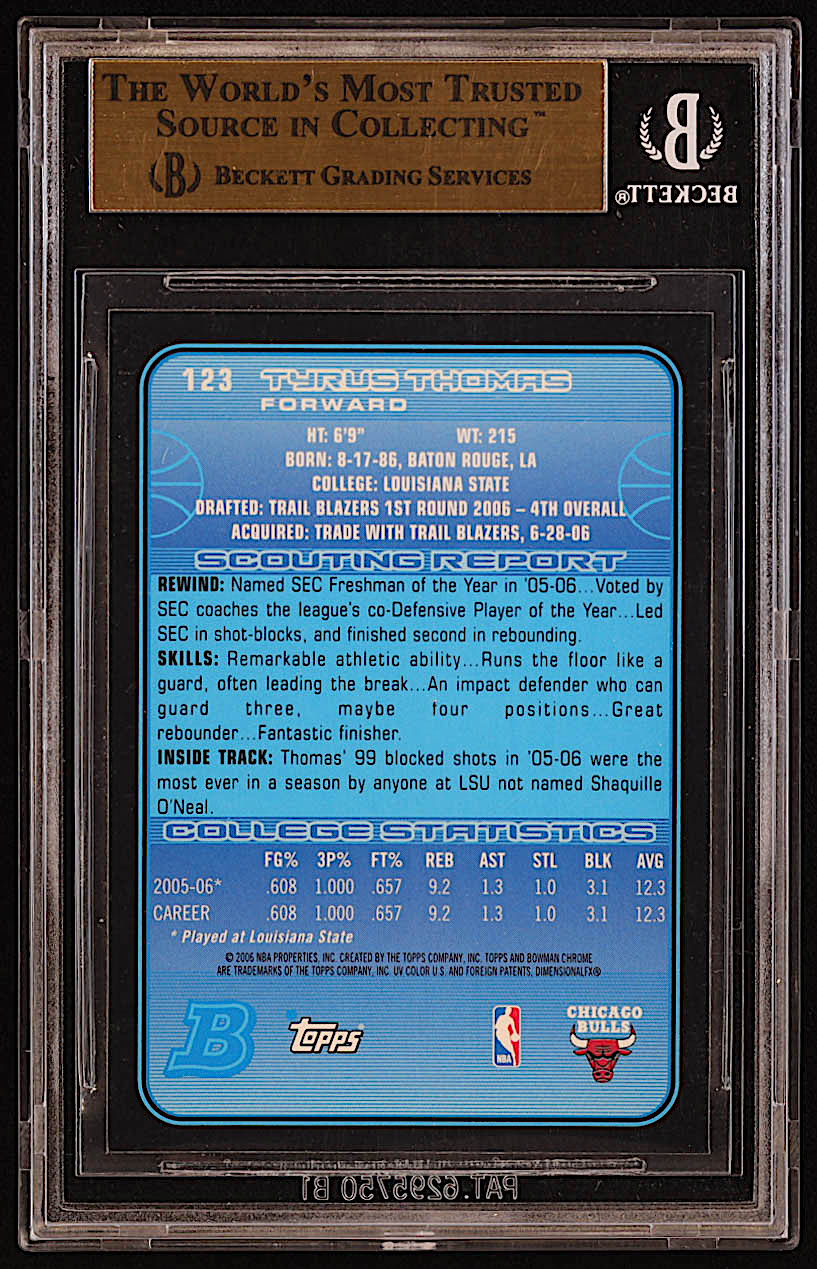 THE WORLD'S MOST TRUSTED
SOURCE IN COLLECTING™
B BECKETT GRADING SERVICES
B
BECKETT®
123 TYRUS THOMAS
FORWARD
HT: 6'9" WT: 215
BORN: 8-17-86, BATON ROUGE, LA
COLLEGE: LOUISIANA STATE
DRAFTED: TRAIL BLAZERS 1ST ROUND 2006 – 4TH OVERALL
ACQUIRED: TRADE WITH TRAIL BLAZERS, 6-28-06
SCOUTING REPORT
REWIND: Named SEC Freshman of the Year in '05-06...Voted by
SEC coaches the league's co-Defensive Player of the Year...Led
SEC in shot-blocks, and finished second in rebounding.
SKILLS: Remarkable athletic ability...Runs the floor like a
guard, often leading the break...An impact defender who can
guard three, maybe four positions...Great
rebounder...Fantastic finisher.
INSIDE TRACK: Thomas' 99 blocked shots in '05-06 were the
most ever in a season by anyone at LSU not named Shaquille
O'Neal.
COLLEGE STATISTICS
FG% 3P% FT% REB AST STL BLK AVG
2005-06* .608 1.000 .657 9.2 1.3 1.0 3.1 12.3
CAREER .608 1.000 .657 9.2 1.3 1.0 3.1 12.3
* Played at Louisiana State
© 2006 NBA PROPERTIES, INC. CREATED BY THE TOPPS COMPANY, INC. TOPPS AND BOWMAN CHROME
ARE TRADEMARKS OF THE TOPPS COMPANY, INC. UV COLOR U.S. AND FOREIGN PATENTS, DIMENSIONALFX®
B
TOPPS
NBA
CHICAGO
BULLS
PAT.6295750 B1